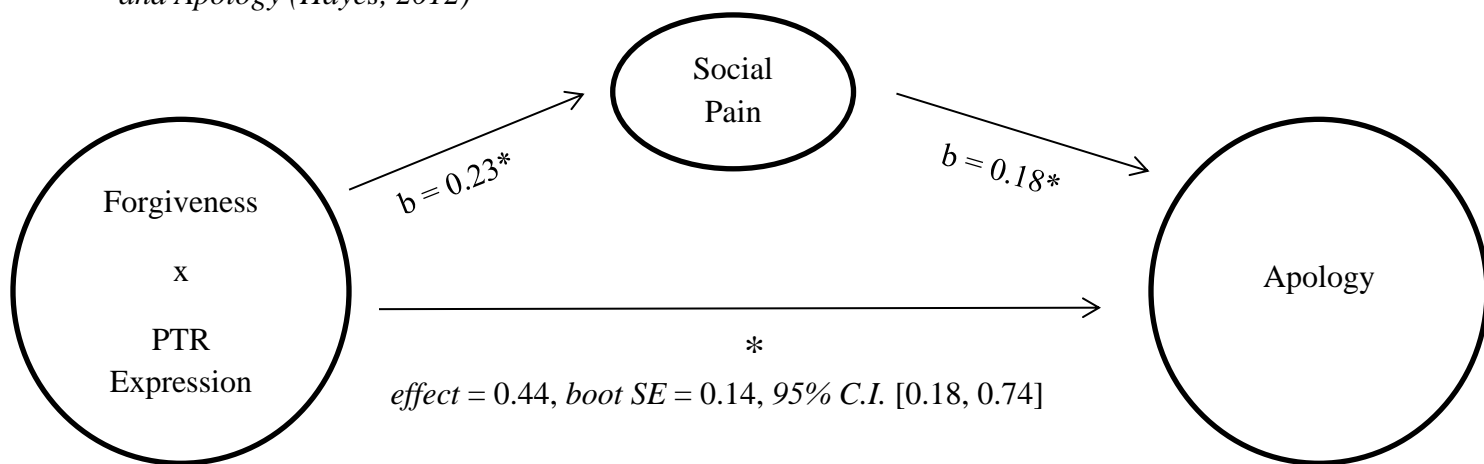 and Apology (Hayes, 2012)
Social
Pain
b = 0.23*
b = 0.18*
Forgiveness
x
PTR
Expression
Apology
*
effect = 0.44, boot SE = 0.14, 95% C.I. [0.18, 0.74]